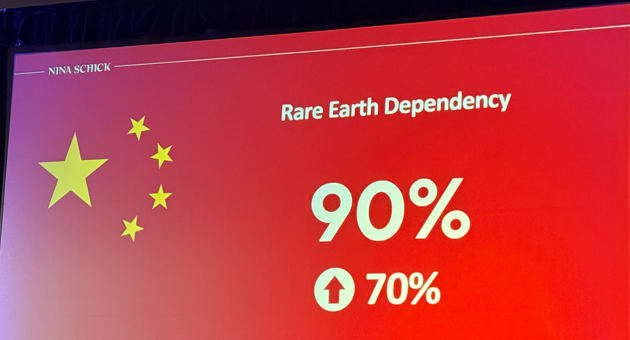 NINA SCHICK
Rare Earth Dependency
90%
70%